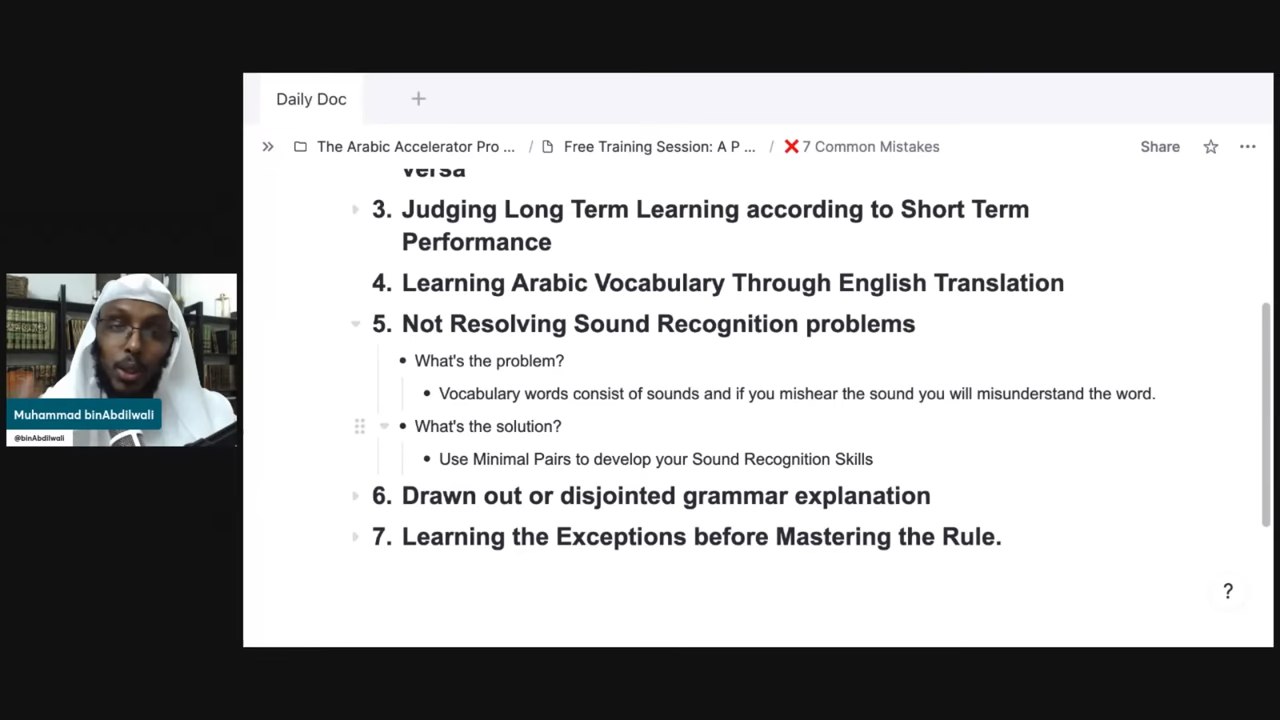 Daily Doc
+
The Arabic Accelerator Pro ... / Free Training Session: A P ... / ❌ 7 Common Mistakes
Share
versa
3. Judging Long Term Learning according to Short Term
Performance
4. Learning Arabic Vocabulary Through English Translation
5. Not Resolving Sound Recognition problems
• What's the problem?
• Vocabulary words consist of sounds and if you mishear the sound you will misunderstand the word.
• What's the solution?
• Use Minimal Pairs to develop your Sound Recognition Skills
6. Drawn out or disjointed grammar explanation
7. Learning the Exceptions before Mastering the Rule.
?
Muhammad binAbdilwali
@binAbdilwali